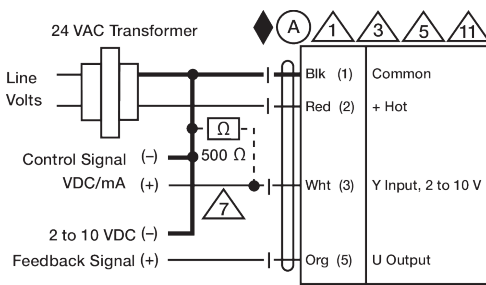 24 VAC Transformer
A 1 3 5 11
Line
Volts
Blk (1) Common
Red (2) + Hot
Ω
500 Ω
Control Signal (–)
VDC/mA (+)
Wht (3) Y Input, 2 to 10 V
7
2 to 10 VDC (–)
Feedback Signal (+)
Org (5) U Output